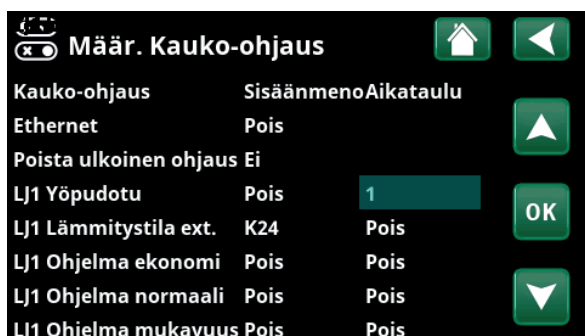 Määr. Kauko-ohjaus
Kauko-ohjaus SisäänmenoAikataulu
Ethernet Pois
Poista ulkoinen ohjaus Ei
LJ1 Yöpudotu Pois 1
LJ1 Lämmitystila ext. K24 Pois
OK
LJ1 Ohjelma ekonomi Pois Pois
LJ1 Ohjelma normaali Pois Pois
LJ1 Ohjelma mukavuus Pois Pois